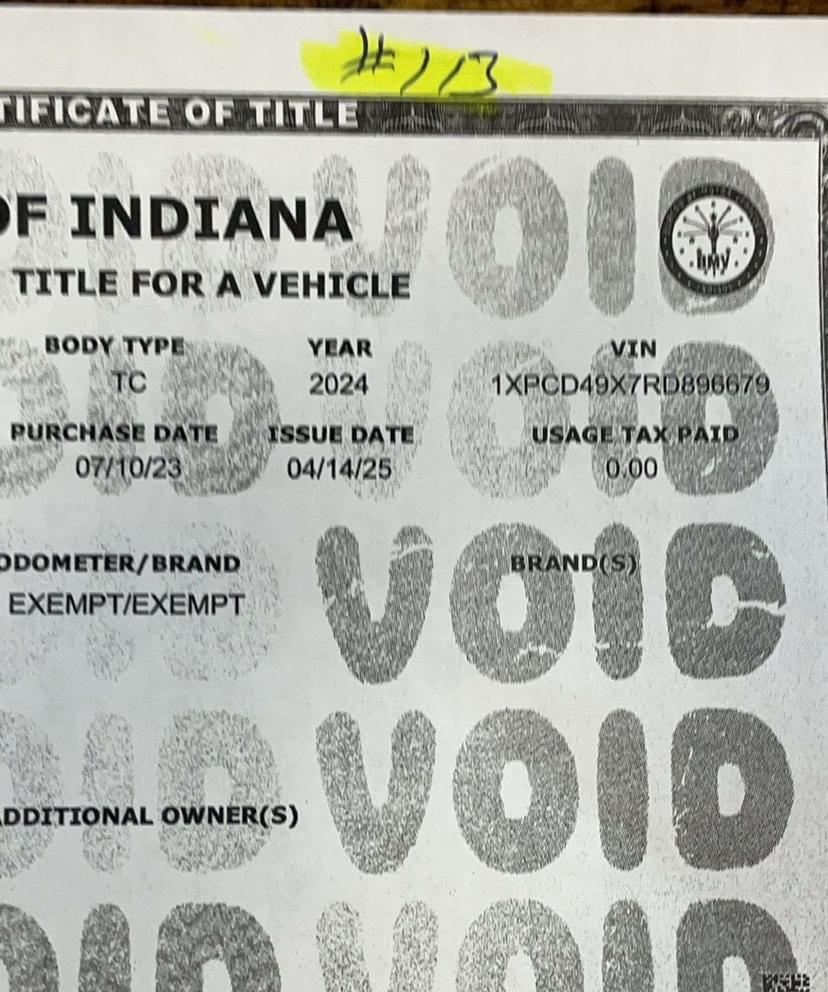 #113
TIFICATE OF TITLE
OF INDIANA
TITLE FOR A VEHICLE
BODY TYPE YEAR VIN
TC 2024 1XPCD49X7RD896679
PURCHASE DATE ISSUE DATE USAGE TAX PAID
07/10/23 04/14/25 0.00
ODOMETER/BRAND BRAND(S)
EXEMPT/EXEMPT
ADDITIONAL OWNER(S)
VOID
VOID
VOID
VOID
VOID
bmv